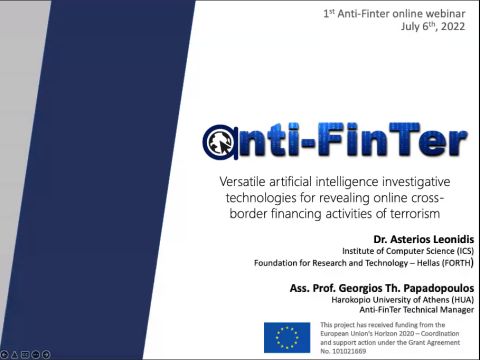 1st Anti-Finter online webinar
July 6th, 2022
anti-FinTer
Versatile artificial intelligence investigative
technologies for revealing online cross-
border financing activities of terrorism
Dr. Asterios Leonidis
Institute of Computer Science (ICS)
Foundation for Research and Technology – Hellas (FORTH)
Ass. Prof. Georgios Th. Papadopoulos
Harokopio University of Athens (HUA)
Anti-FinTer Technical Manager
This project has received funding from the
European Union's Horizon 2020 – Coordination
and support action under the Grant Agreement
No. 101021669